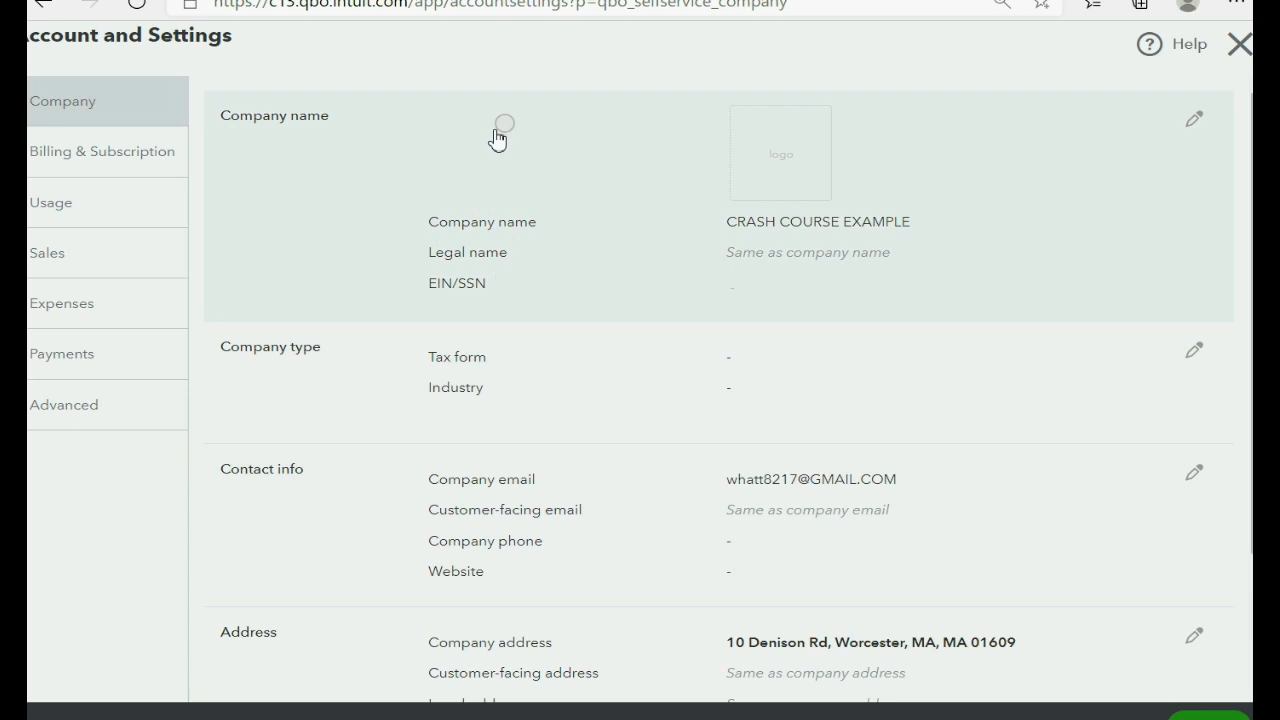 https://c15.qbo.intuit.com/app/accountsettings?p=qbo_selfservice_company
ccount and Settings
Help
Company
Billing & Subscription
Usage
Sales
Expenses
Payments
Advanced
Company name
logo
Company name CRASH COURSE EXAMPLE
Legal name Same as company name
EIN/SSN -
Company type
Tax form -
Industry -
Contact info
Company email whatt8217@GMAIL.COM
Customer-facing email Same as company email
Company phone -
Website -
Address
Company address 10 Denison Rd, Worcester, MA, MA 01609
Customer-facing address Same as company address